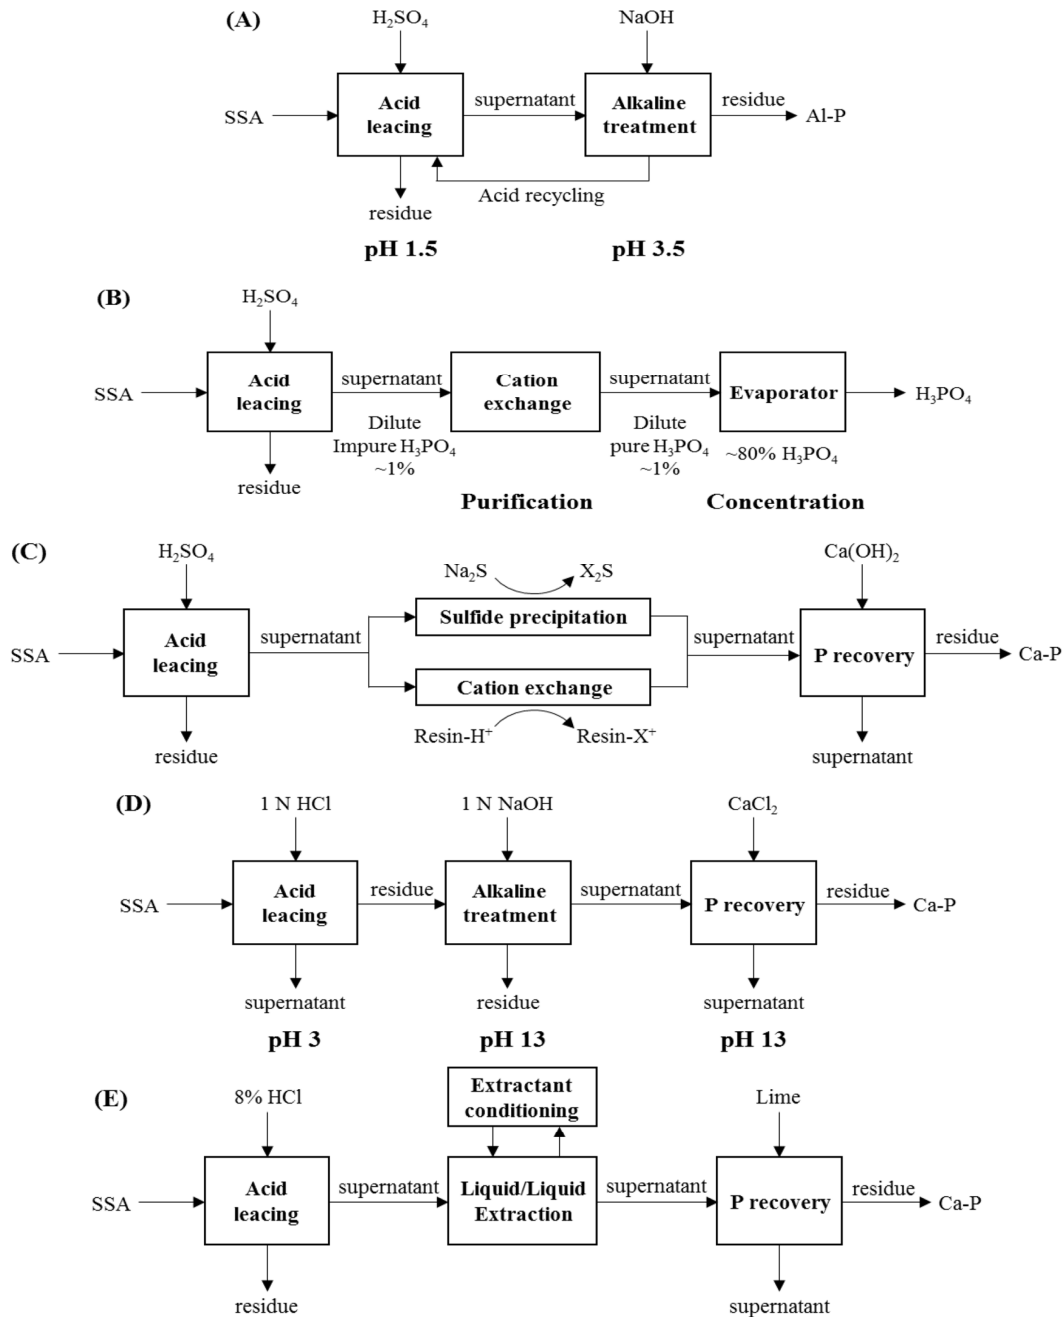 (A)
H₂SO₄
NaOH
SSA
Acid
leacing
supernatant
Alkaline
treatment
residue
Al-P
Acid recycling
residue
pH 1.5
pH 3.5
(B)
H₂SO₄
SSA
Acid
leacing
supernatant
Dilute
Impure H₃PO₄
~1%
Cation
exchange
supernatant
Dilute
pure H₃PO₄
~1%
Evaporator
~80% H₃PO₄
H₃PO₄
residue
Purification
Concentration
(C)
H₂SO₄
Na₂S
X₂S
Ca(OH)₂
SSA
Acid
leacing
supernatant
Sulfide precipitation
Cation exchange
supernatant
P recovery
residue
Ca-P
Resin-H⁺
Resin-X⁺
residue
supernatant
(D)
1 N HCl
1 N NaOH
CaCl₂
SSA
Acid
leacing
residue
Alkaline
treatment
supernatant
P recovery
residue
Ca-P
supernatant
residue
supernatant
pH 3
pH 13
pH 13
(E)
8% HCl
Extractant
conditioning
Lime
SSA
Acid
leacing
supernatant
Liquid/Liquid
Extraction
supernatant
P recovery
residue
Ca-P
residue
supernatant